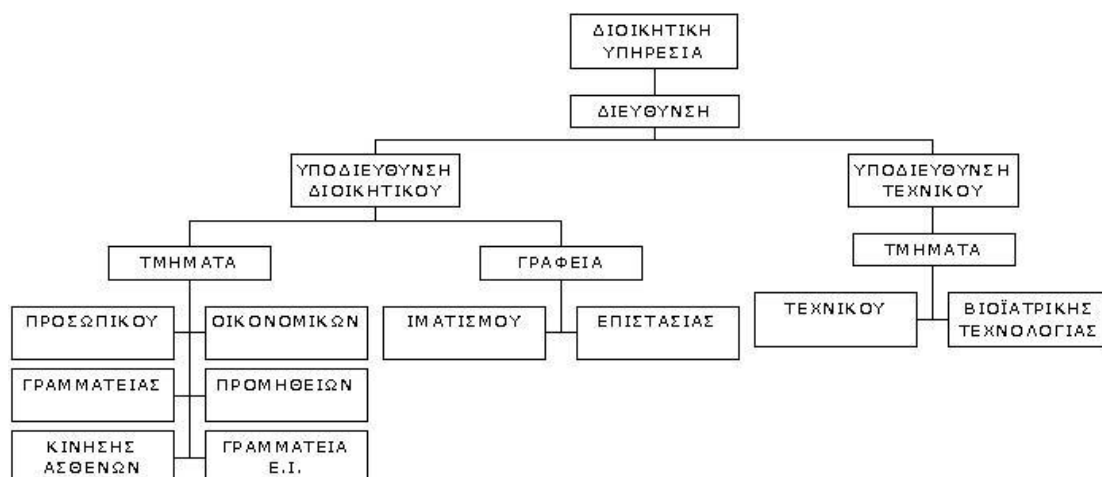 ΔΙΟΙΚΗΤΙΚΗ
ΥΠΗΡΕΣΙΑ
ΔΙΕΥΘΥΝΣΗ
ΥΠΟΔΙΕΥΘΥΝΣΗ
ΔΙΟΙΚΗΤΙΚΟΥ
ΥΠΟΔΙΕΥΘΥΝΣΗ
ΤΕΧΝΙΚΟΥ
ΤΜΗΜΑΤΑ
ΓΡΑΦΕΙΑ
ΤΜΗΜΑΤΑ
ΠΡΟΣΩΠΙΚΟΥ
ΟΙΚΟΝΟΜΙΚΩΝ
ΙΜΑΤΙΣΜΟΥ
ΕΠΙΣΤΑΣΙΑΣ
ΤΕΧΝΙΚΟΥ
ΒΙΟΪΑΤΡΙΚΗΣ
ΤΕΧΝΟΛΟΓΙΑΣ
ΓΡΑΜΜΑΤΕΙΑΣ
ΠΡΟΜΗΘΕΙΩΝ
ΚΙΝΗΣΗΣ
ΑΣΘΕΝΩΝ
ΓΡΑΜΜΑΤΕΙΑ
Ε.Ι.